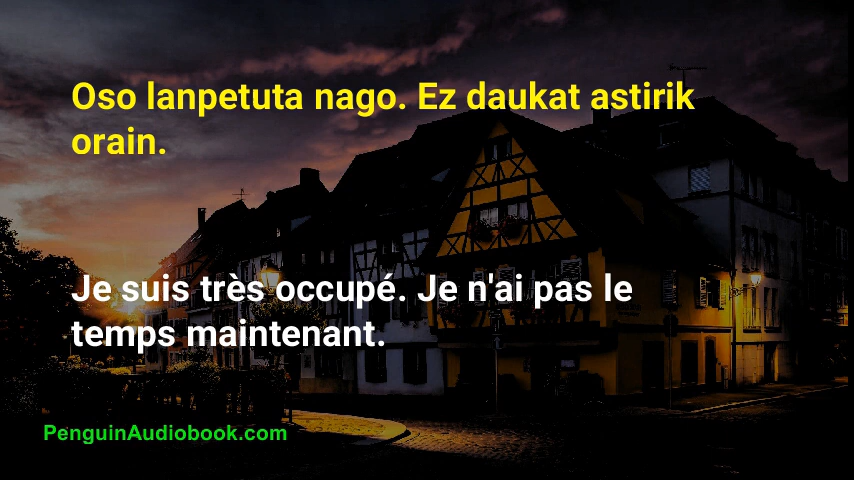 Oso lanpetuta nago. Ez daukat astirik
orain.
Je suis très occupé. Je n'ai pas le
temps maintenant.
PenguinAudiobook.com